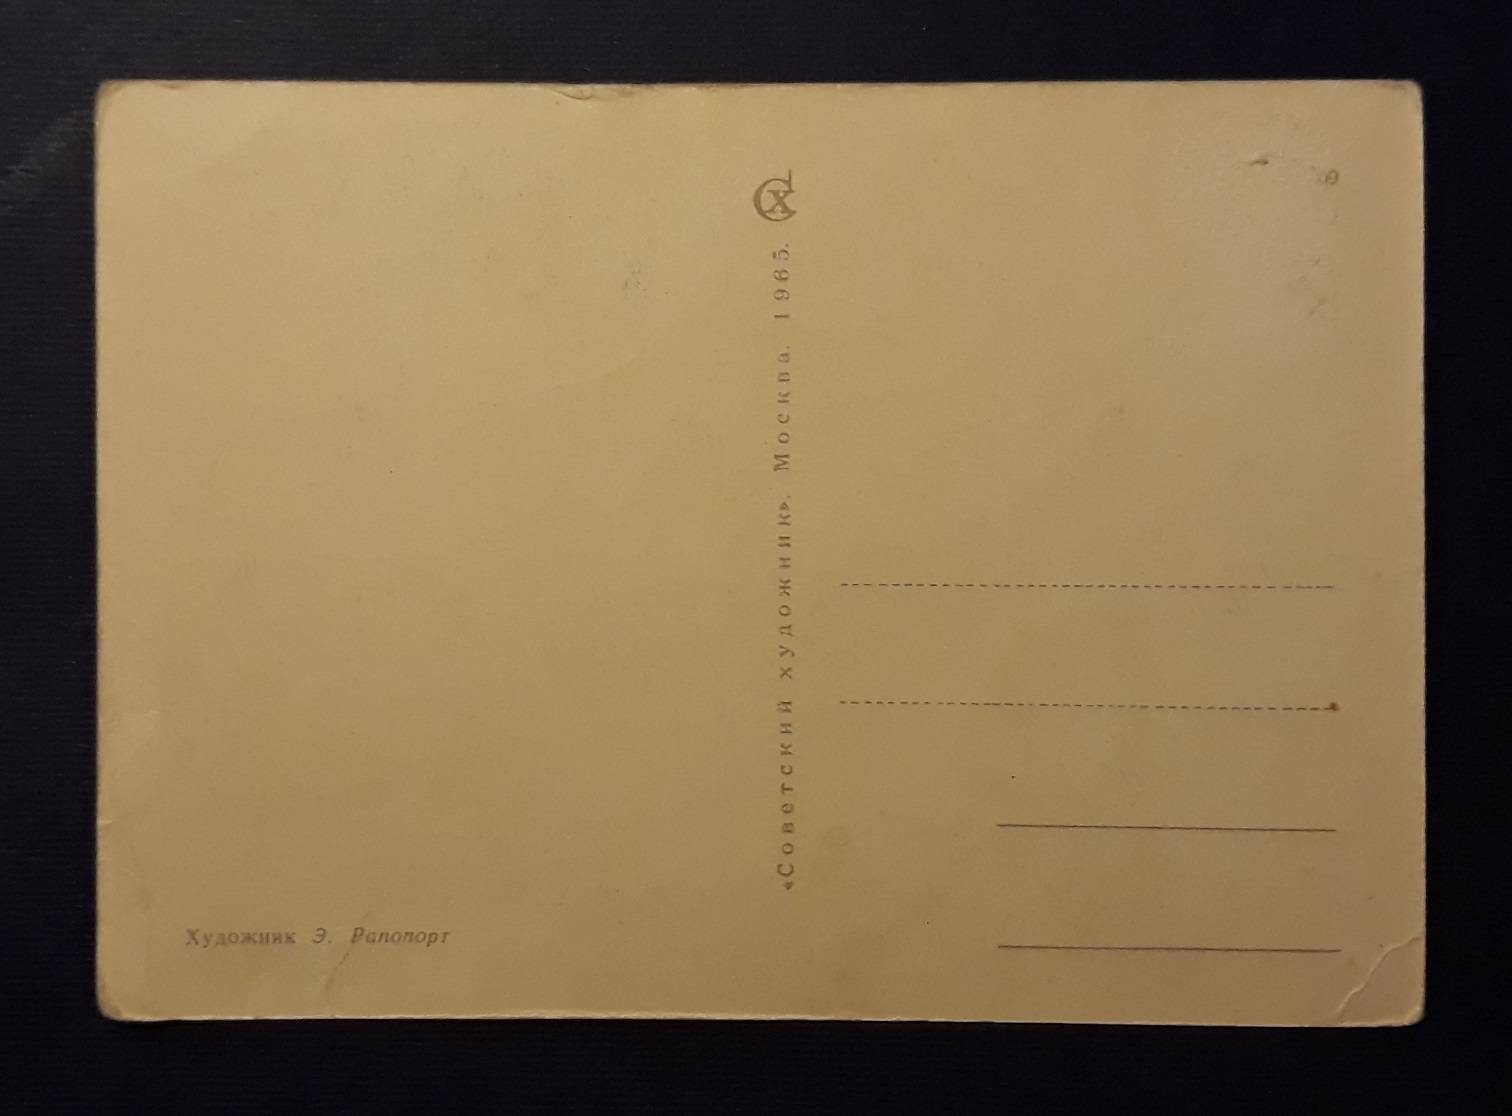 Художник Э. Рапопорт
«Советский художник». Москва. 1965.
СХ